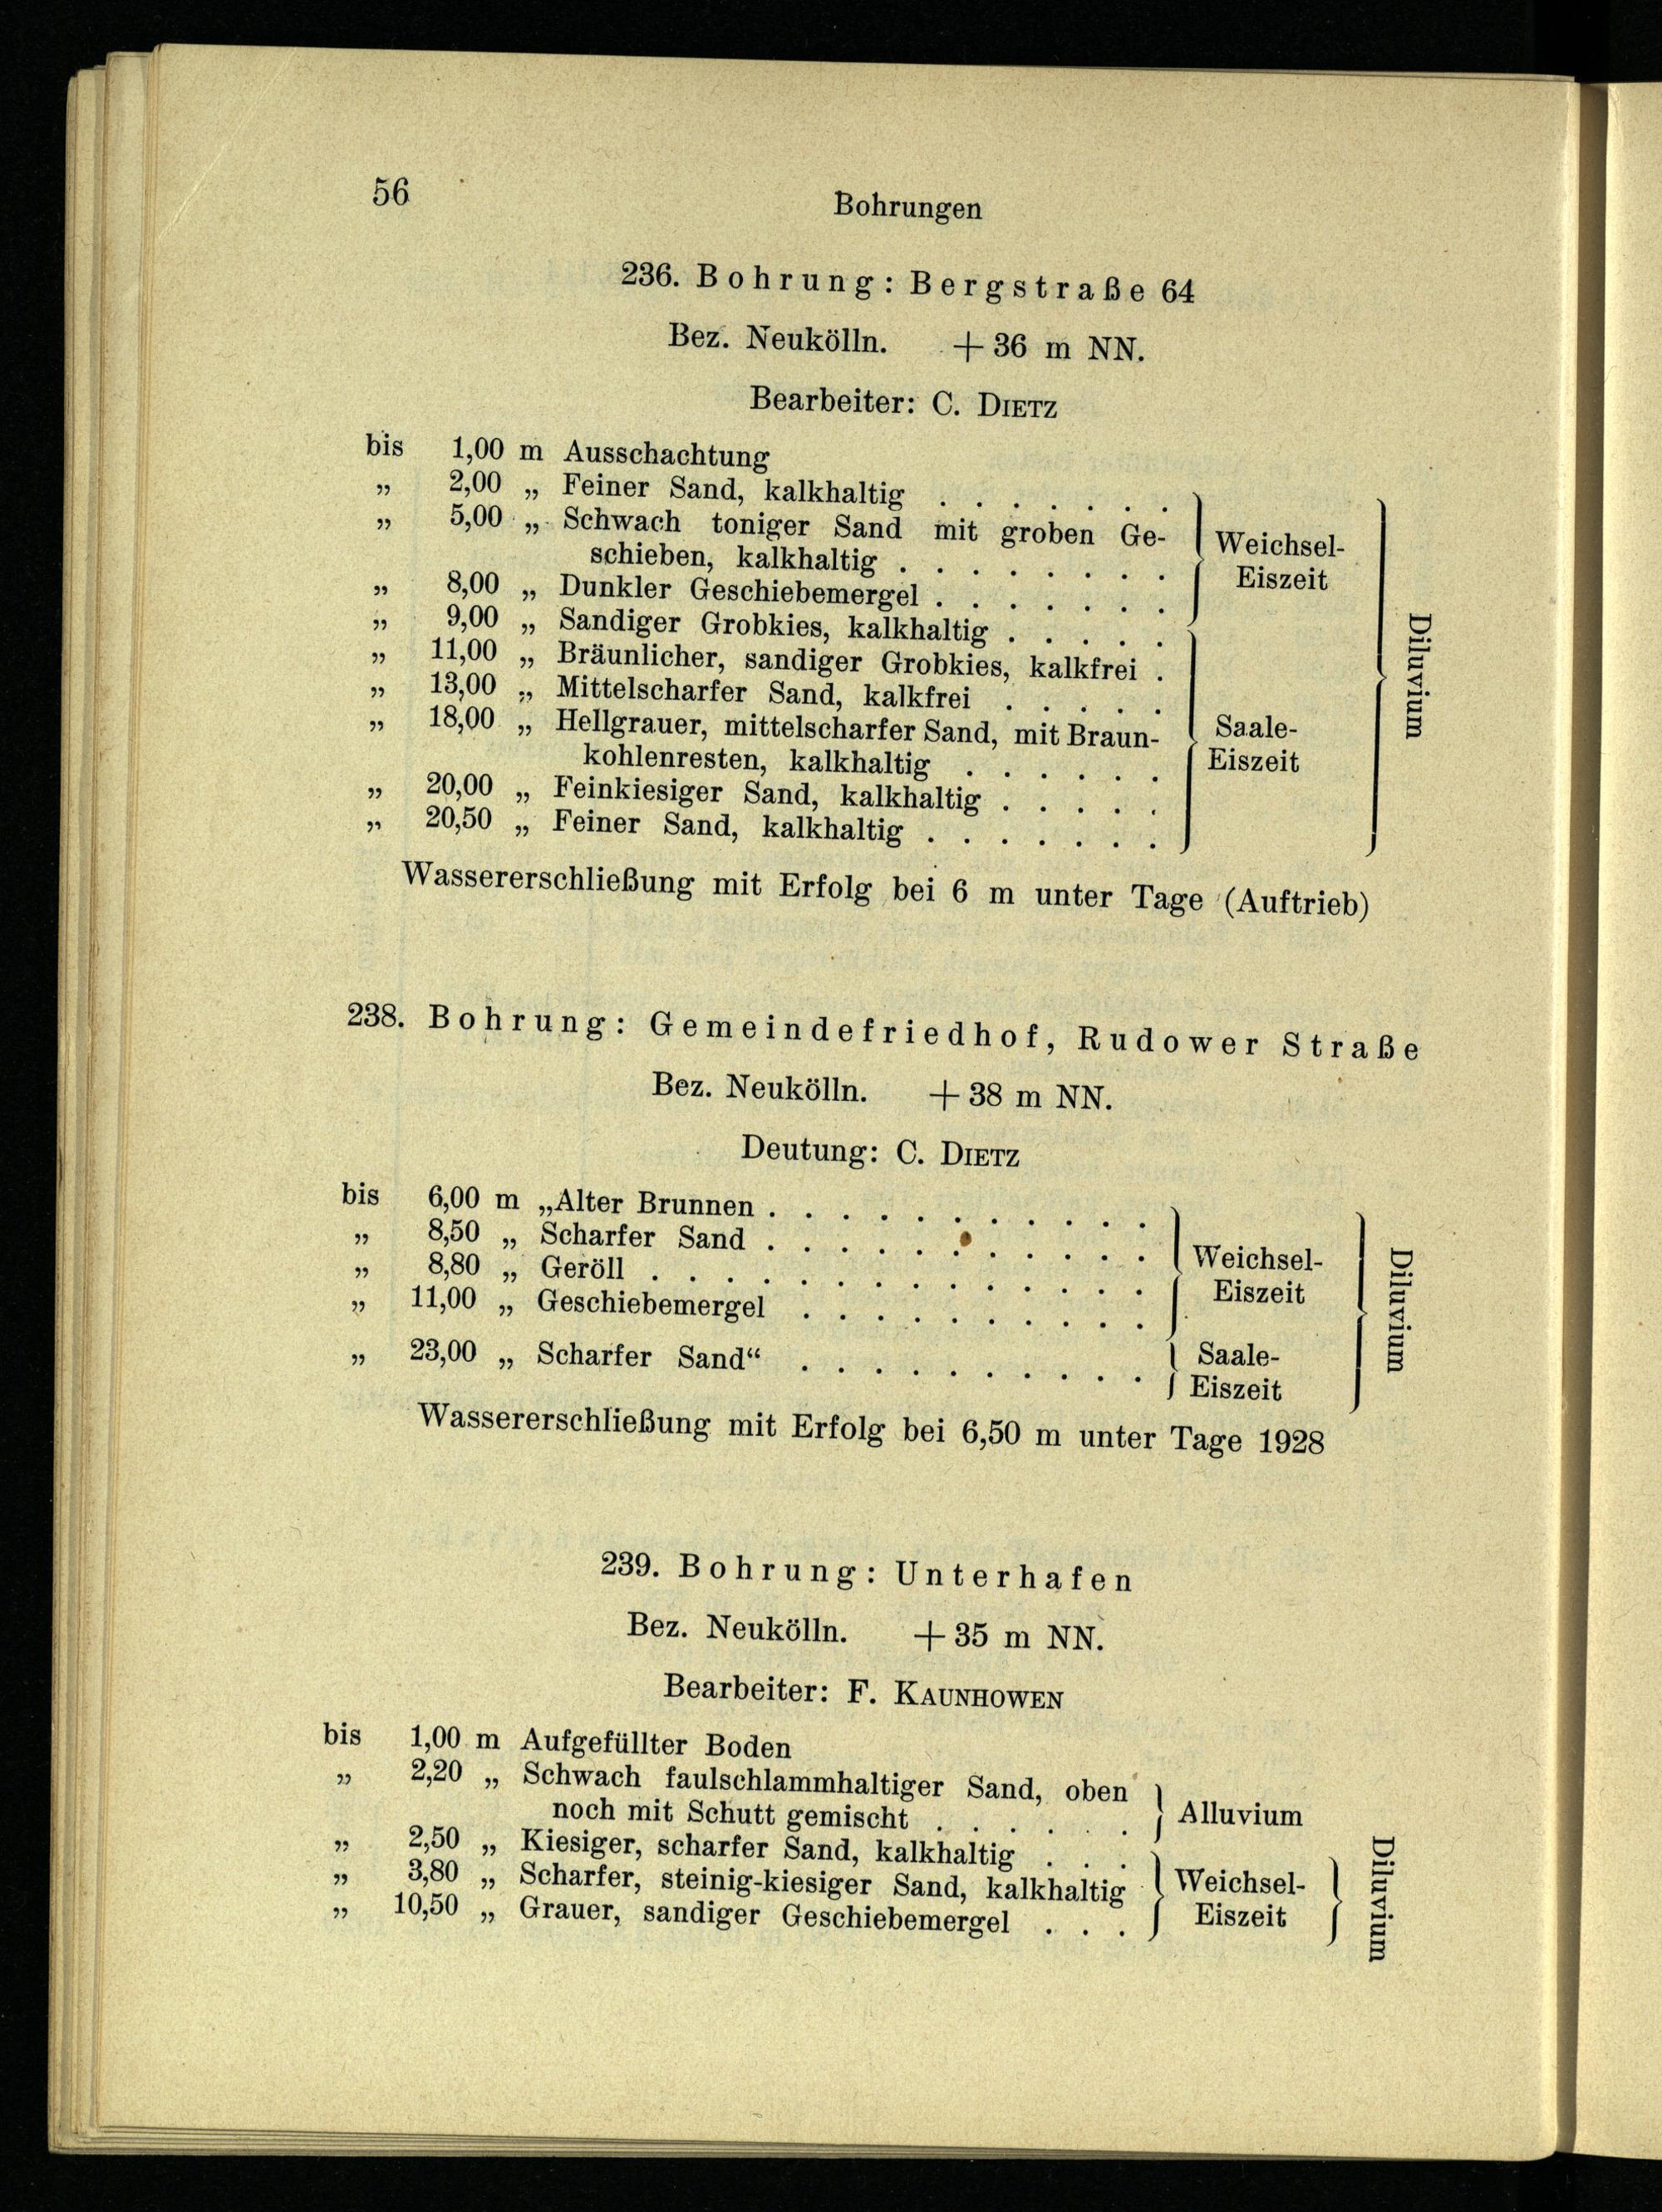 56
Bohrungen
236. Bohrung: Bergstraße 64
Bez. Neukölln. +36 m NN.
Bearbeiter: C. DIETZ
bis 1,00 m Ausschachtung
„ 2,00 „ Feiner Sand, kalkhaltig . . . . . . .
„ 5,00 „ Schwach toniger Sand mit groben Ge-
schieben, kalkhaltig . . . . . . . .
„ 8,00 „ Dunkler Geschiebemergel . . . . . . .
Weichsel-
Eiszeit
„ 9,00 „ Sandiger Grobkies, kalkhaltig . . . . .
„ 11,00 „ Bräunlicher, sandiger Grobkies, kalkfrei .
„ 13,00 „ Mittelscharfer Sand, kalkfrei . . . . .
„ 18,00 „ Hellgrauer, mittelscharfer Sand, mit Braun-
kohlenresten, kalkhaltig . . . . . .
„ 20,00 „ Feinkiesiger Sand, kalkhaltig . . . . .
„ 20,50 „ Feiner Sand, kalkhaltig . . . . . . .
Saale-
Eiszeit
Diluvium
Wassererschließung mit Erfolg bei 6 m unter Tage (Auftrieb)
238. Bohrung: Gemeindefriedhof, Rudower Straße
Bez. Neukölln. +38 m NN.
Deutung: C. DIETZ
bis 6,00 m „Alter Brunnen . . . . . . . . . . .
„ 8,50 „ Scharfer Sand . . . . . . . . . . .
„ 8,80 „ Geröll . . . . . . . . . . . . . .
„ 11,00 „ Geschiebemergel . . . . . . . . . .
Weichsel-
Eiszeit
„ 23,00 „ Scharfer Sand“ . . . . . . . . . .
Saale-
Eiszeit
Diluvium
Wassererschließung mit Erfolg bei 6,50 m unter Tage 1928
239. Bohrung: Unterhafen
Bez. Neukölln. +35 m NN.
Bearbeiter: F. KAUNHOWEN
bis 1,00 m Aufgefüllter Boden
„ 2,20 „ Schwach faulschlammhaltiger Sand, oben
noch mit Schutt gemischt . . . . . .
Alluvium
„ 2,50 „ Kiesiger, scharfer Sand, kalkhaltig . . .
„ 3,80 „ Scharfer, steinig-kiesiger Sand, kalkhaltig
„ 10,50 „ Grauer, sandiger Geschiebemergel . . .
Weichsel-
Eiszeit
Diluvium